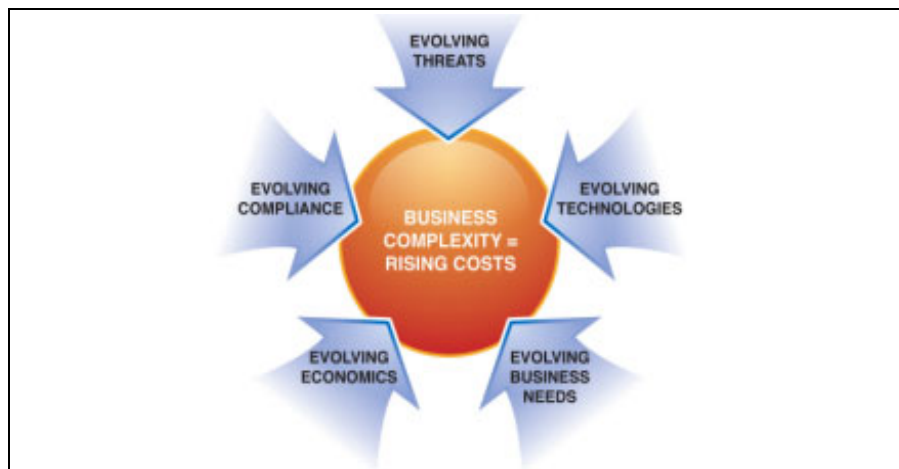 EVOLVING
THREATS
EVOLVING
COMPLIANCE
EVOLVING
TECHNOLOGIES
BUSINESS
COMPLEXITY =
RISING COSTS
EVOLVING
ECONOMICS
EVOLVING
BUSINESS
NEEDS